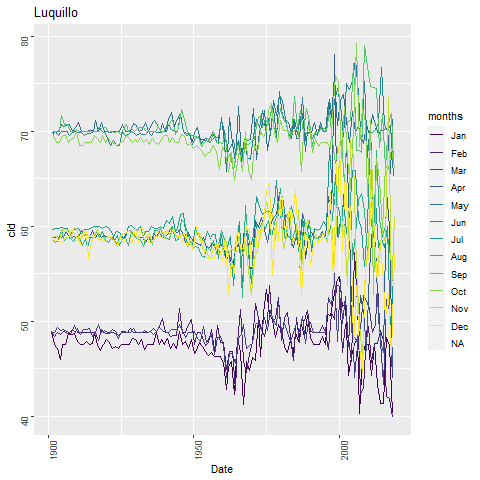 Luquillo
80
70
60
50
40
cld
1900
1950
2000
Date
months
Jan
Feb
Mar
Apr
May
Jun
Jul
Aug
Sep
Oct
Nov
Dec
NA